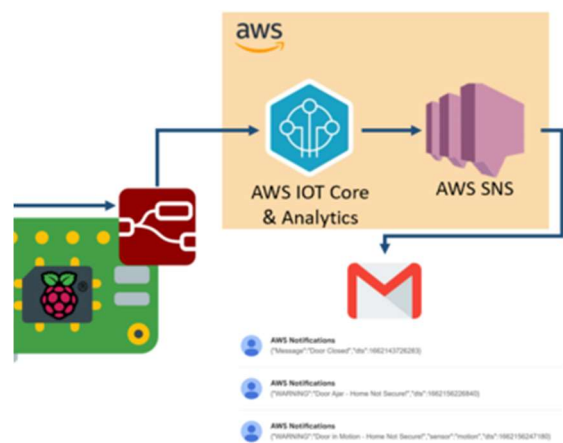 aws
AWS IOT Core
& Analytics
AWS SNS
AWS Notifications
{"Message":"Door Closed","dts":1662143726283}
AWS Notifications
{"WARNING":"Door Ajar - Home Not Secure!","dts":1662156226840}
AWS Notifications
{"WARNING":"Door in Motion - Home Not Secure!","sensor":"motion","dts":1662156247180}